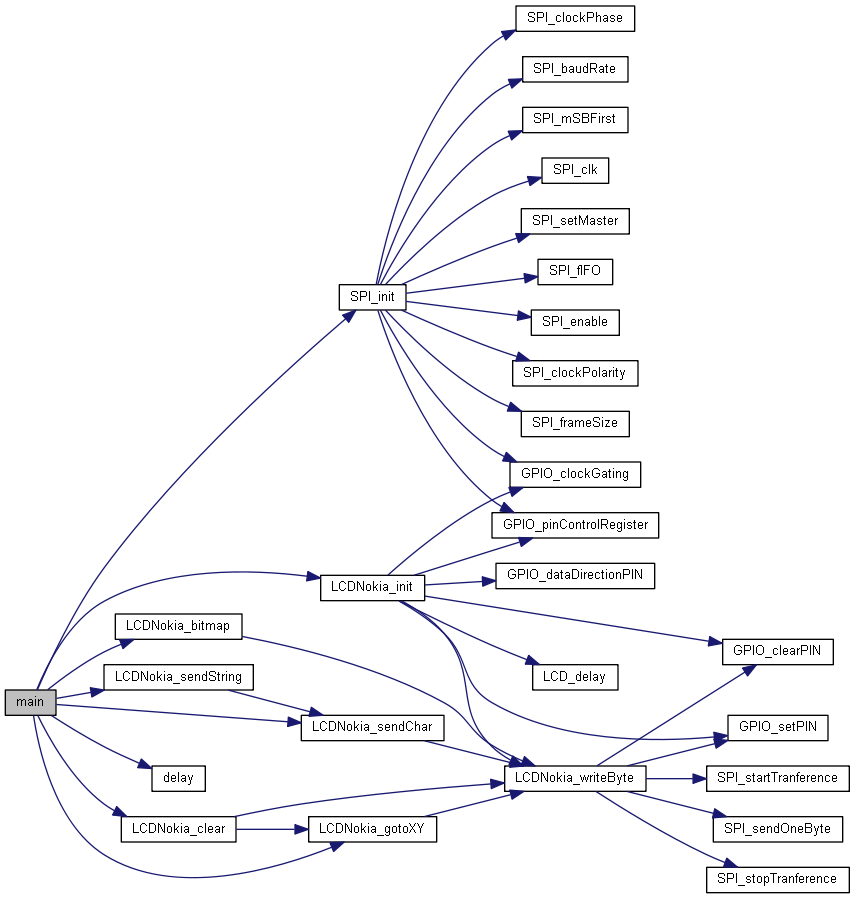 SPI_clockPhase
SPI_baudRate
SPI_mSBFirst
SPI_clk
SPI_setMaster
SPI_fIFO
SPI_init
SPI_enable
SPI_clockPolarity
SPI_frameSize
GPIO_clockGating
GPIO_pinControlRegister
GPIO_dataDirectionPIN
LCDNokia_init
LCDNokia_bitmap
GPIO_clearPIN
LCDNokia_sendString
LCD_delay
main
LCDNokia_sendChar
GPIO_setPIN
delay
LCDNokia_writeByte
SPI_startTranference
LCDNokia_clear
LCDNokia_gotoXY
SPI_sendOneByte
SPI_stopTranference